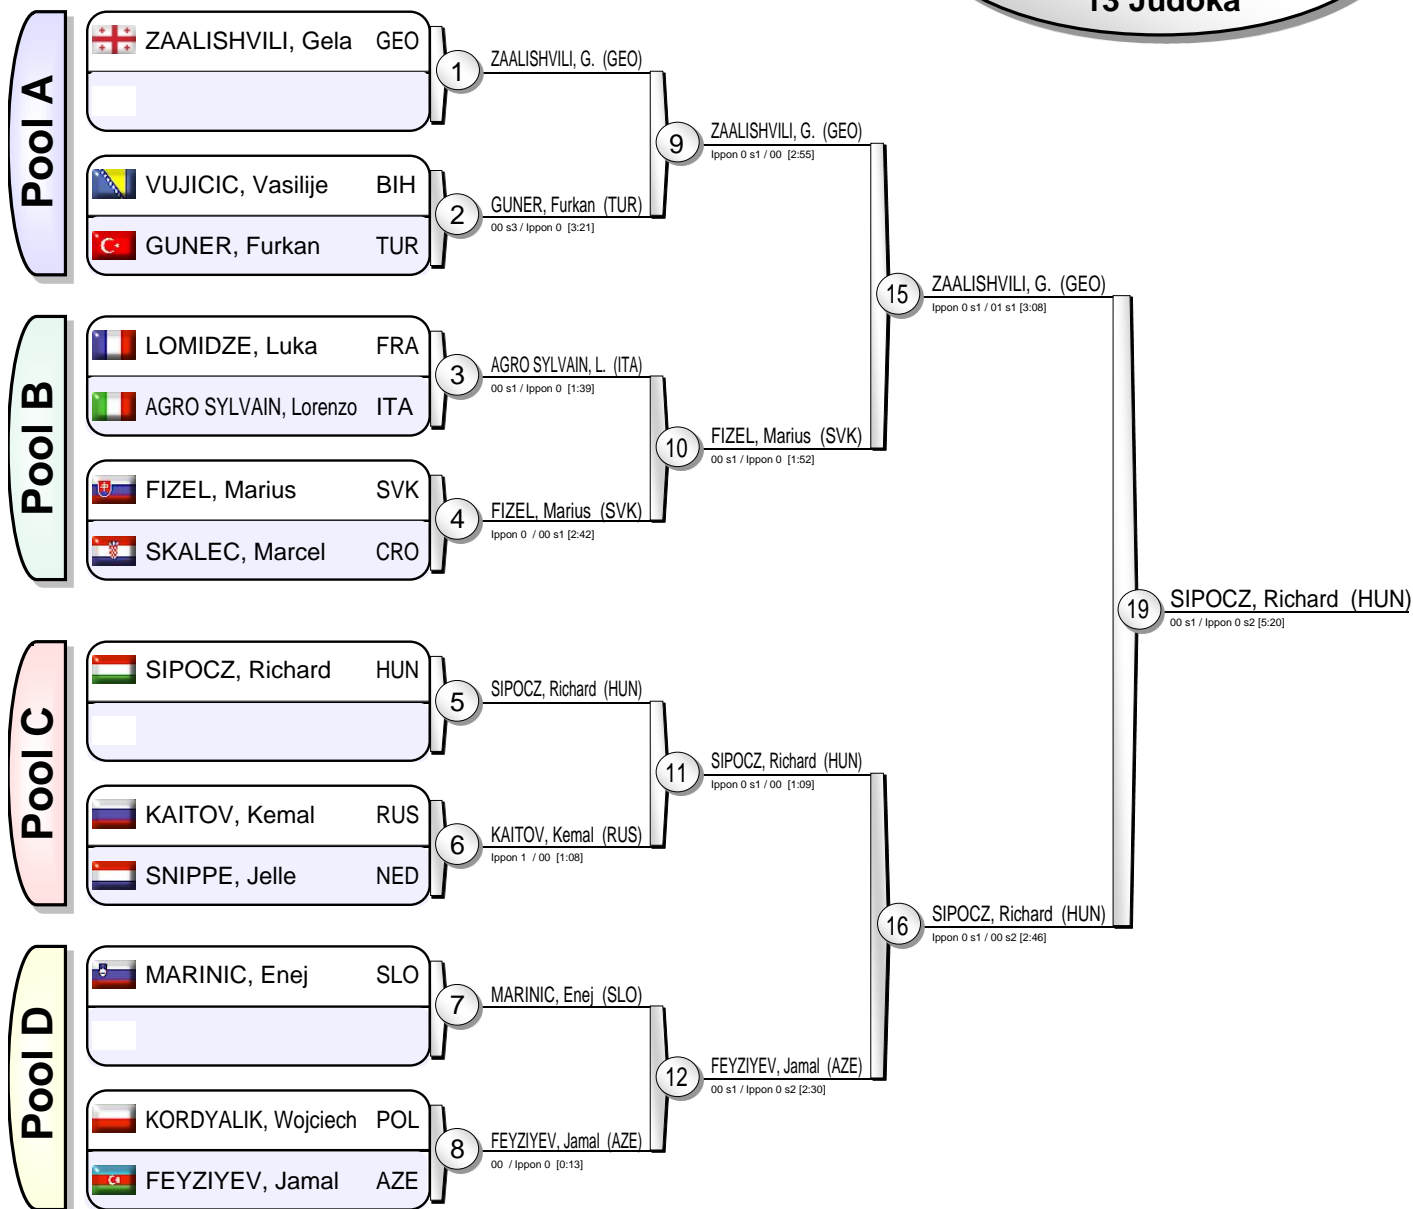 13 Judoka
Pool A
ZAALISHVILI, Gela GEO
VUJICIC, Vasilije BIH
GUNER, Furkan TUR
Pool B
LOMIDZE, Luka FRA
AGRO SYLVAIN, Lorenzo ITA
FIZEL, Marius SVK
SKALEC, Marcel CRO
Pool C
SIPOCZ, Richard HUN
KAITOV, Kemal RUS
SNIPPE, Jelle NED
Pool D
MARINIC, Enej SLO
KORDYALIK, Wojciech POL
FEYZIYEV, Jamal AZE
1
ZAALISHVILI, G. (GEO)
2
GUNER, Furkan (TUR)
00 s3 / Ippon 0 [3:21]
3
AGRO SYLVAIN, L. (ITA)
00 s1 / Ippon 0 [1:39]
4
FIZEL, Marius (SVK)
Ippon 0 / 00 s1 [2:42]
5
SIPOCZ, Richard (HUN)
6
KAITOV, Kemal (RUS)
Ippon 1 / 00 [1:08]
7
MARINIC, Enej (SLO)
8
FEYZIYEV, Jamal (AZE)
00 / Ippon 0 [0:13]
9
ZAALISHVILI, G. (GEO)
Ippon 0 s1 / 00 [2:55]
10
FIZEL, Marius (SVK)
00 s1 / Ippon 0 [1:52]
11
SIPOCZ, Richard (HUN)
Ippon 0 s1 / 00 [1:09]
12
FEYZIYEV, Jamal (AZE)
00 s1 / Ippon 0 s2 [2:30]
15
ZAALISHVILI, G. (GEO)
Ippon 0 s1 / 01 s1 [3:08]
16
SIPOCZ, Richard (HUN)
Ippon 0 s1 / 00 s2 [2:46]
19
SIPOCZ, Richard (HUN)
00 s1 / Ippon 0 s2 [5:20]